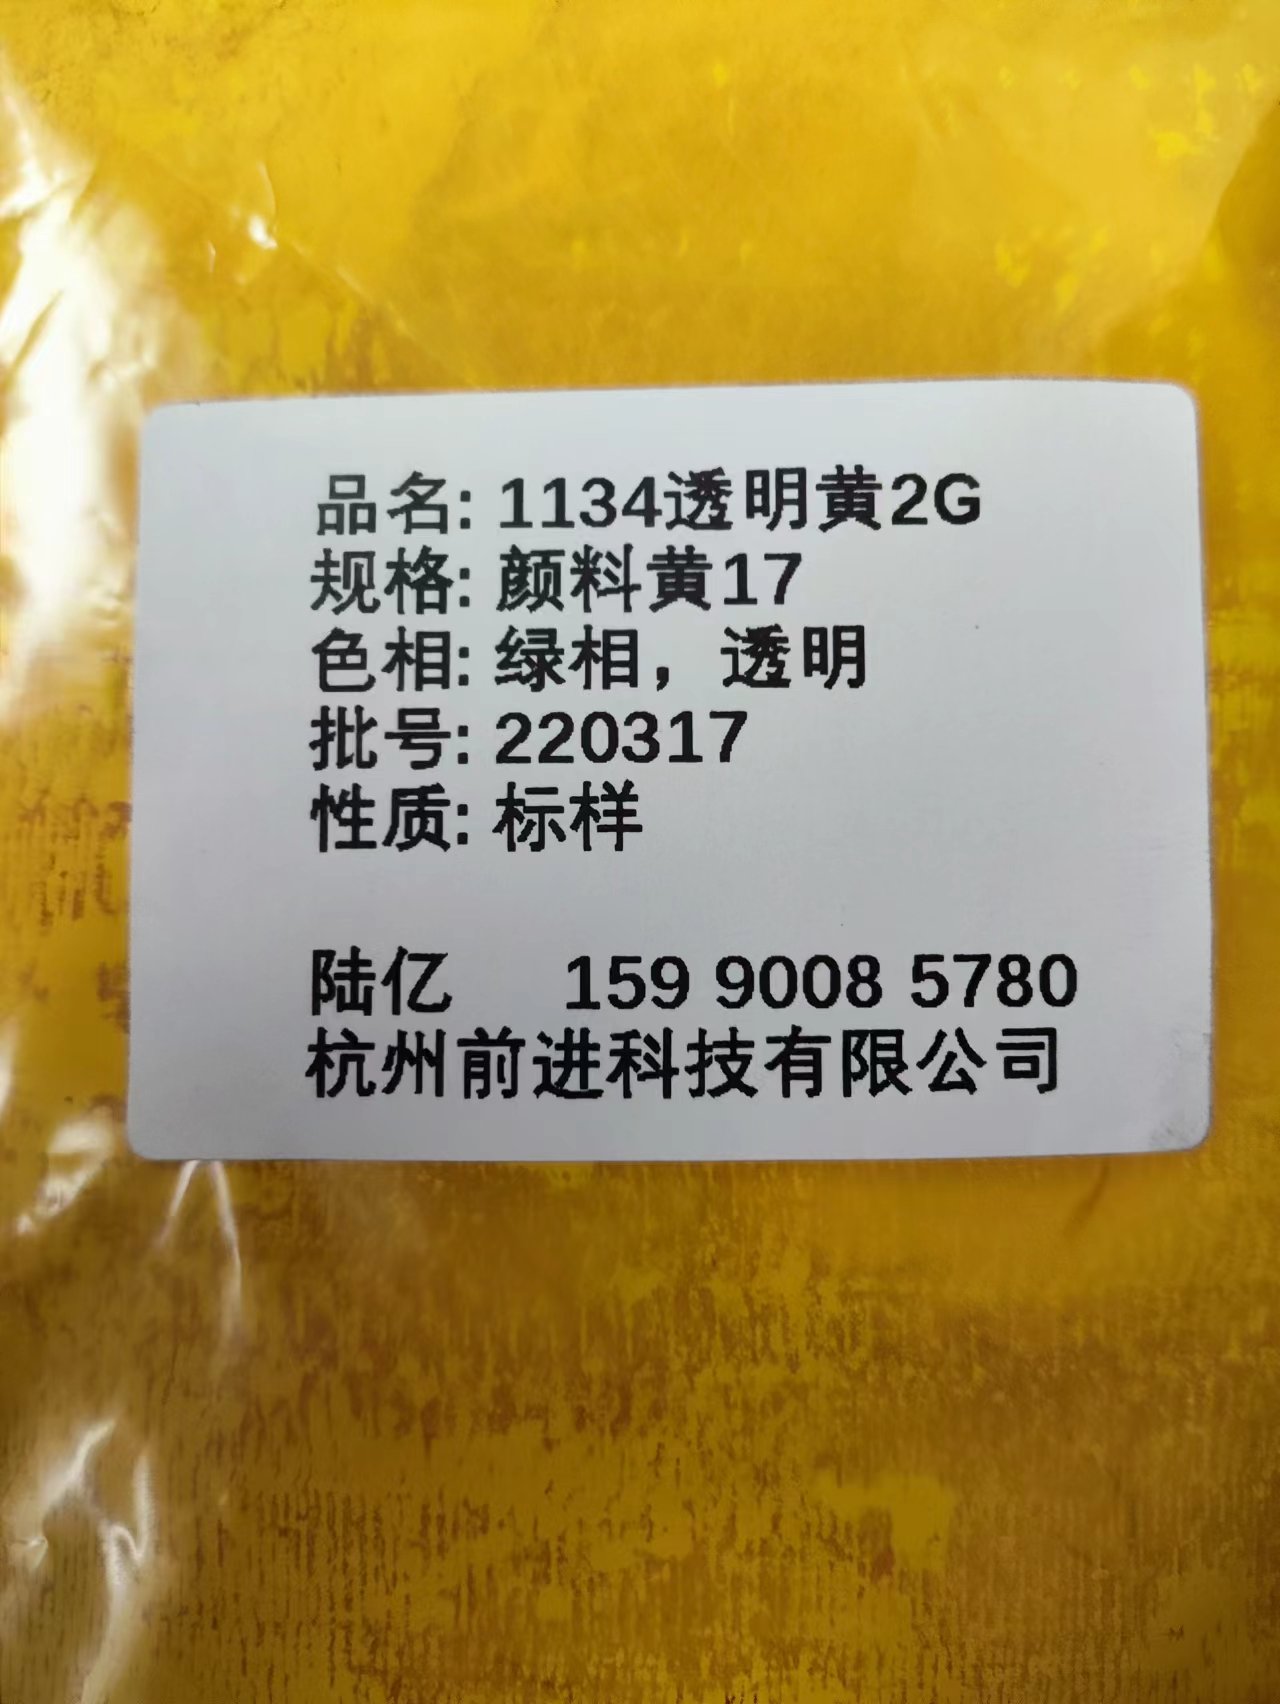 品名: 1134透明黄2G
规格: 颜料黄17
色相: 绿相，透明
批号: 220317
性质: 标样
陆亿 159 9008 5780
杭州前进科技有限公司